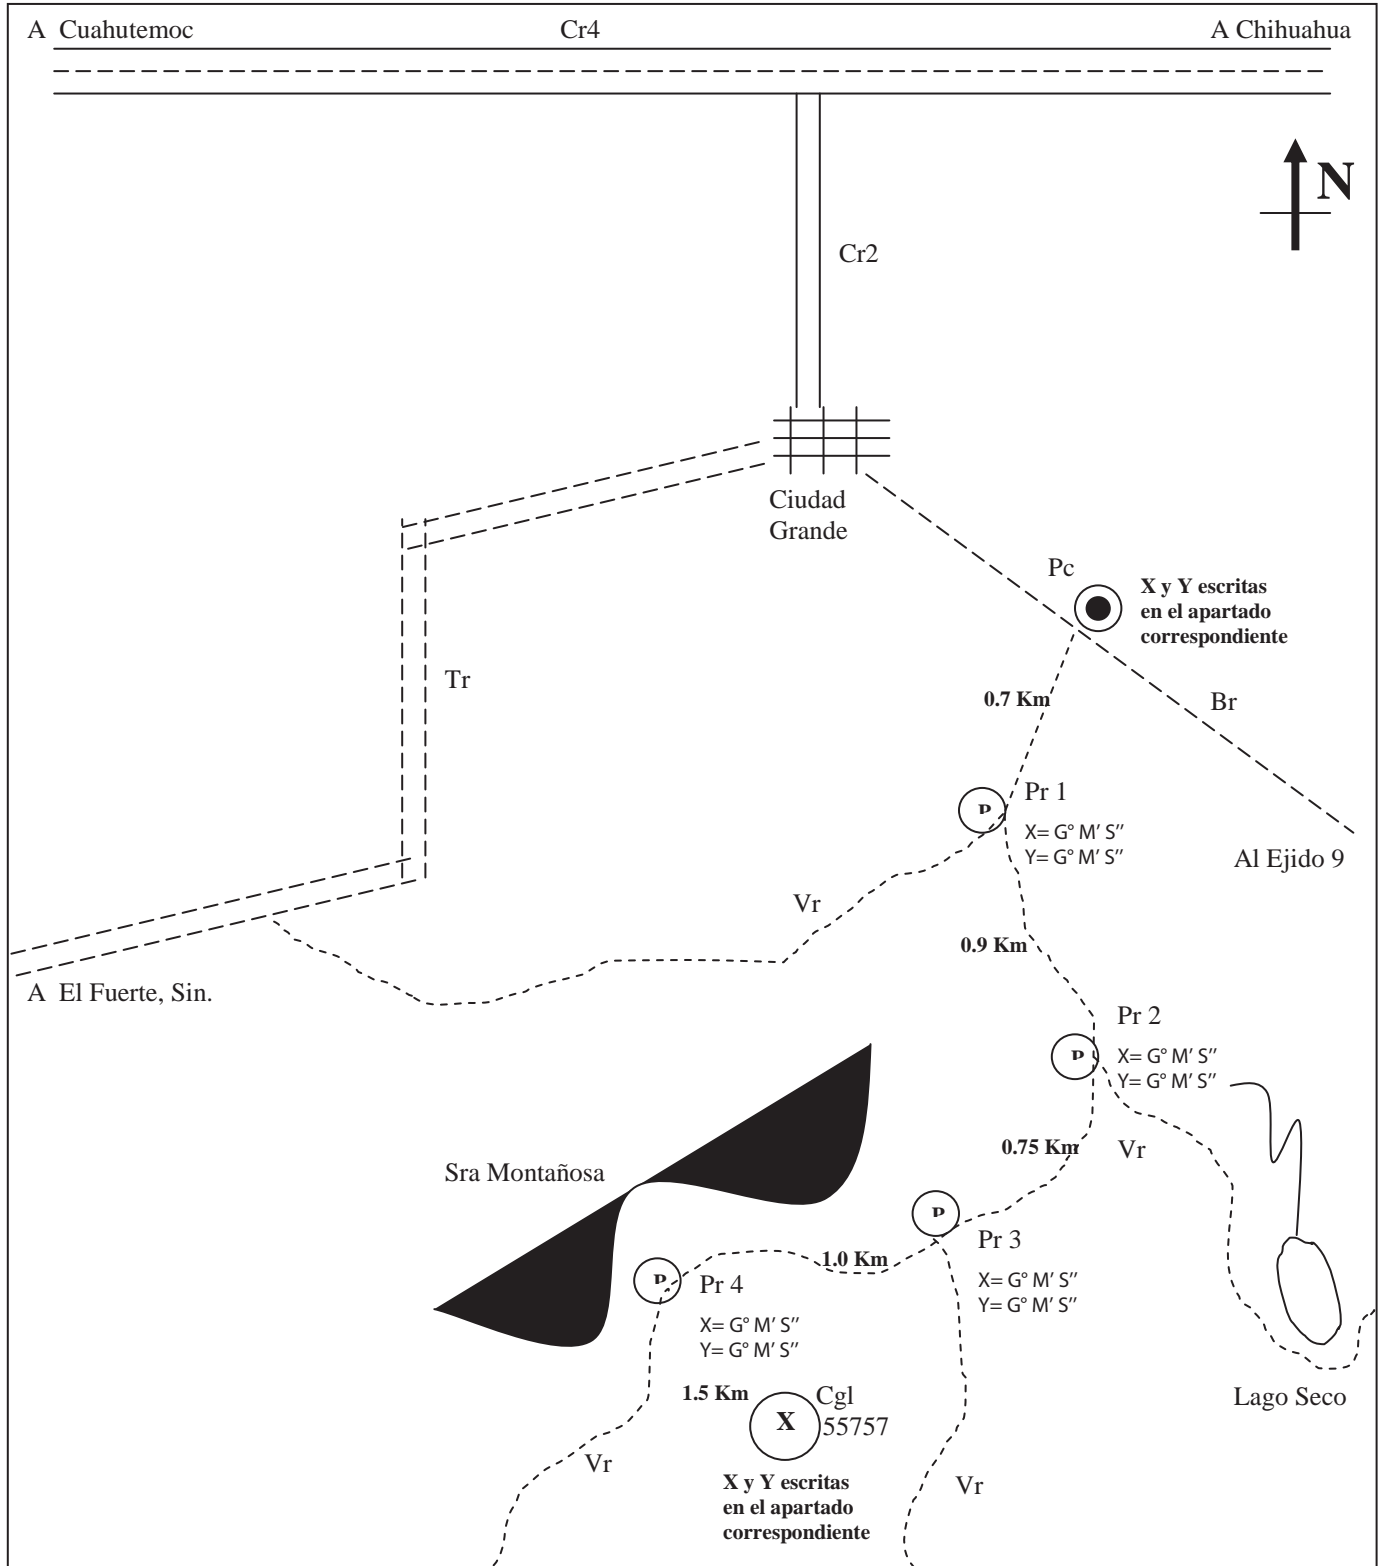 A Cuahutemoc
Cr4
A Chihuahua
N
Cr2
Ciudad
Grande
Pc
X y Y escritas
en el apartado
correspondiente
Tr
0.7 Km
Br
P
Pr 1
X= G° M' S''
Y= G° M' S''
Al Ejido 9
Vr
0.9 Km
A El Fuerte, Sin.
Pr 2
P
X= G° M' S''
Y= G° M' S''
0.75 Km
Vr
Sra Montañosa
P
Pr 3
1.0 Km
X= G° M' S''
Y= G° M' S''
P
Pr 4
X= G° M' S''
Y= G° M' S''
1.5 Km
Cgl
X
55757
Lago Seco
Vr
X y Y escritas
en el apartado
correspondiente
Vr